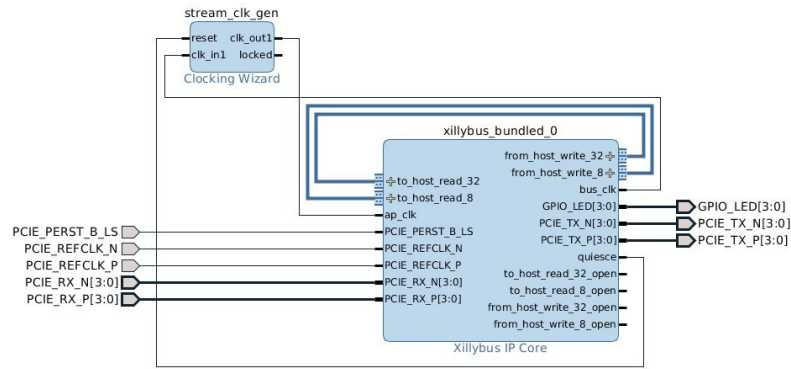 stream_clk_gen
reset clk_out1
clk_in1 locked
Clocking Wizard
xillybus_bundled_0
from_host_write_32
from_host_write_8
to_host_read_32
bus_clk
to_host_read_8
GPIO_LED[3:0] GPIO_LED[3:0]
ap_clk
PCIE_TX_N[3:0] PCIE_TX_N[3:0]
PCIE_PERST_B_LS PCIE_PERST_B_LS
PCIE_TX_P[3:0] PCIE_TX_P[3:0]
PCIE_REFCLK_N PCIE_REFCLK_N
quiesce
PCIE_REFCLK_P PCIE_REFCLK_P
to_host_read_32_open
PCIE_RX_N[3:0] PCIE_RX_N[3:0]
to_host_read_8_open
PCIE_RX_P[3:0] PCIE_RX_P[3:0]
from_host_write_32_open
from_host_write_8_open
Xillybus IP Core